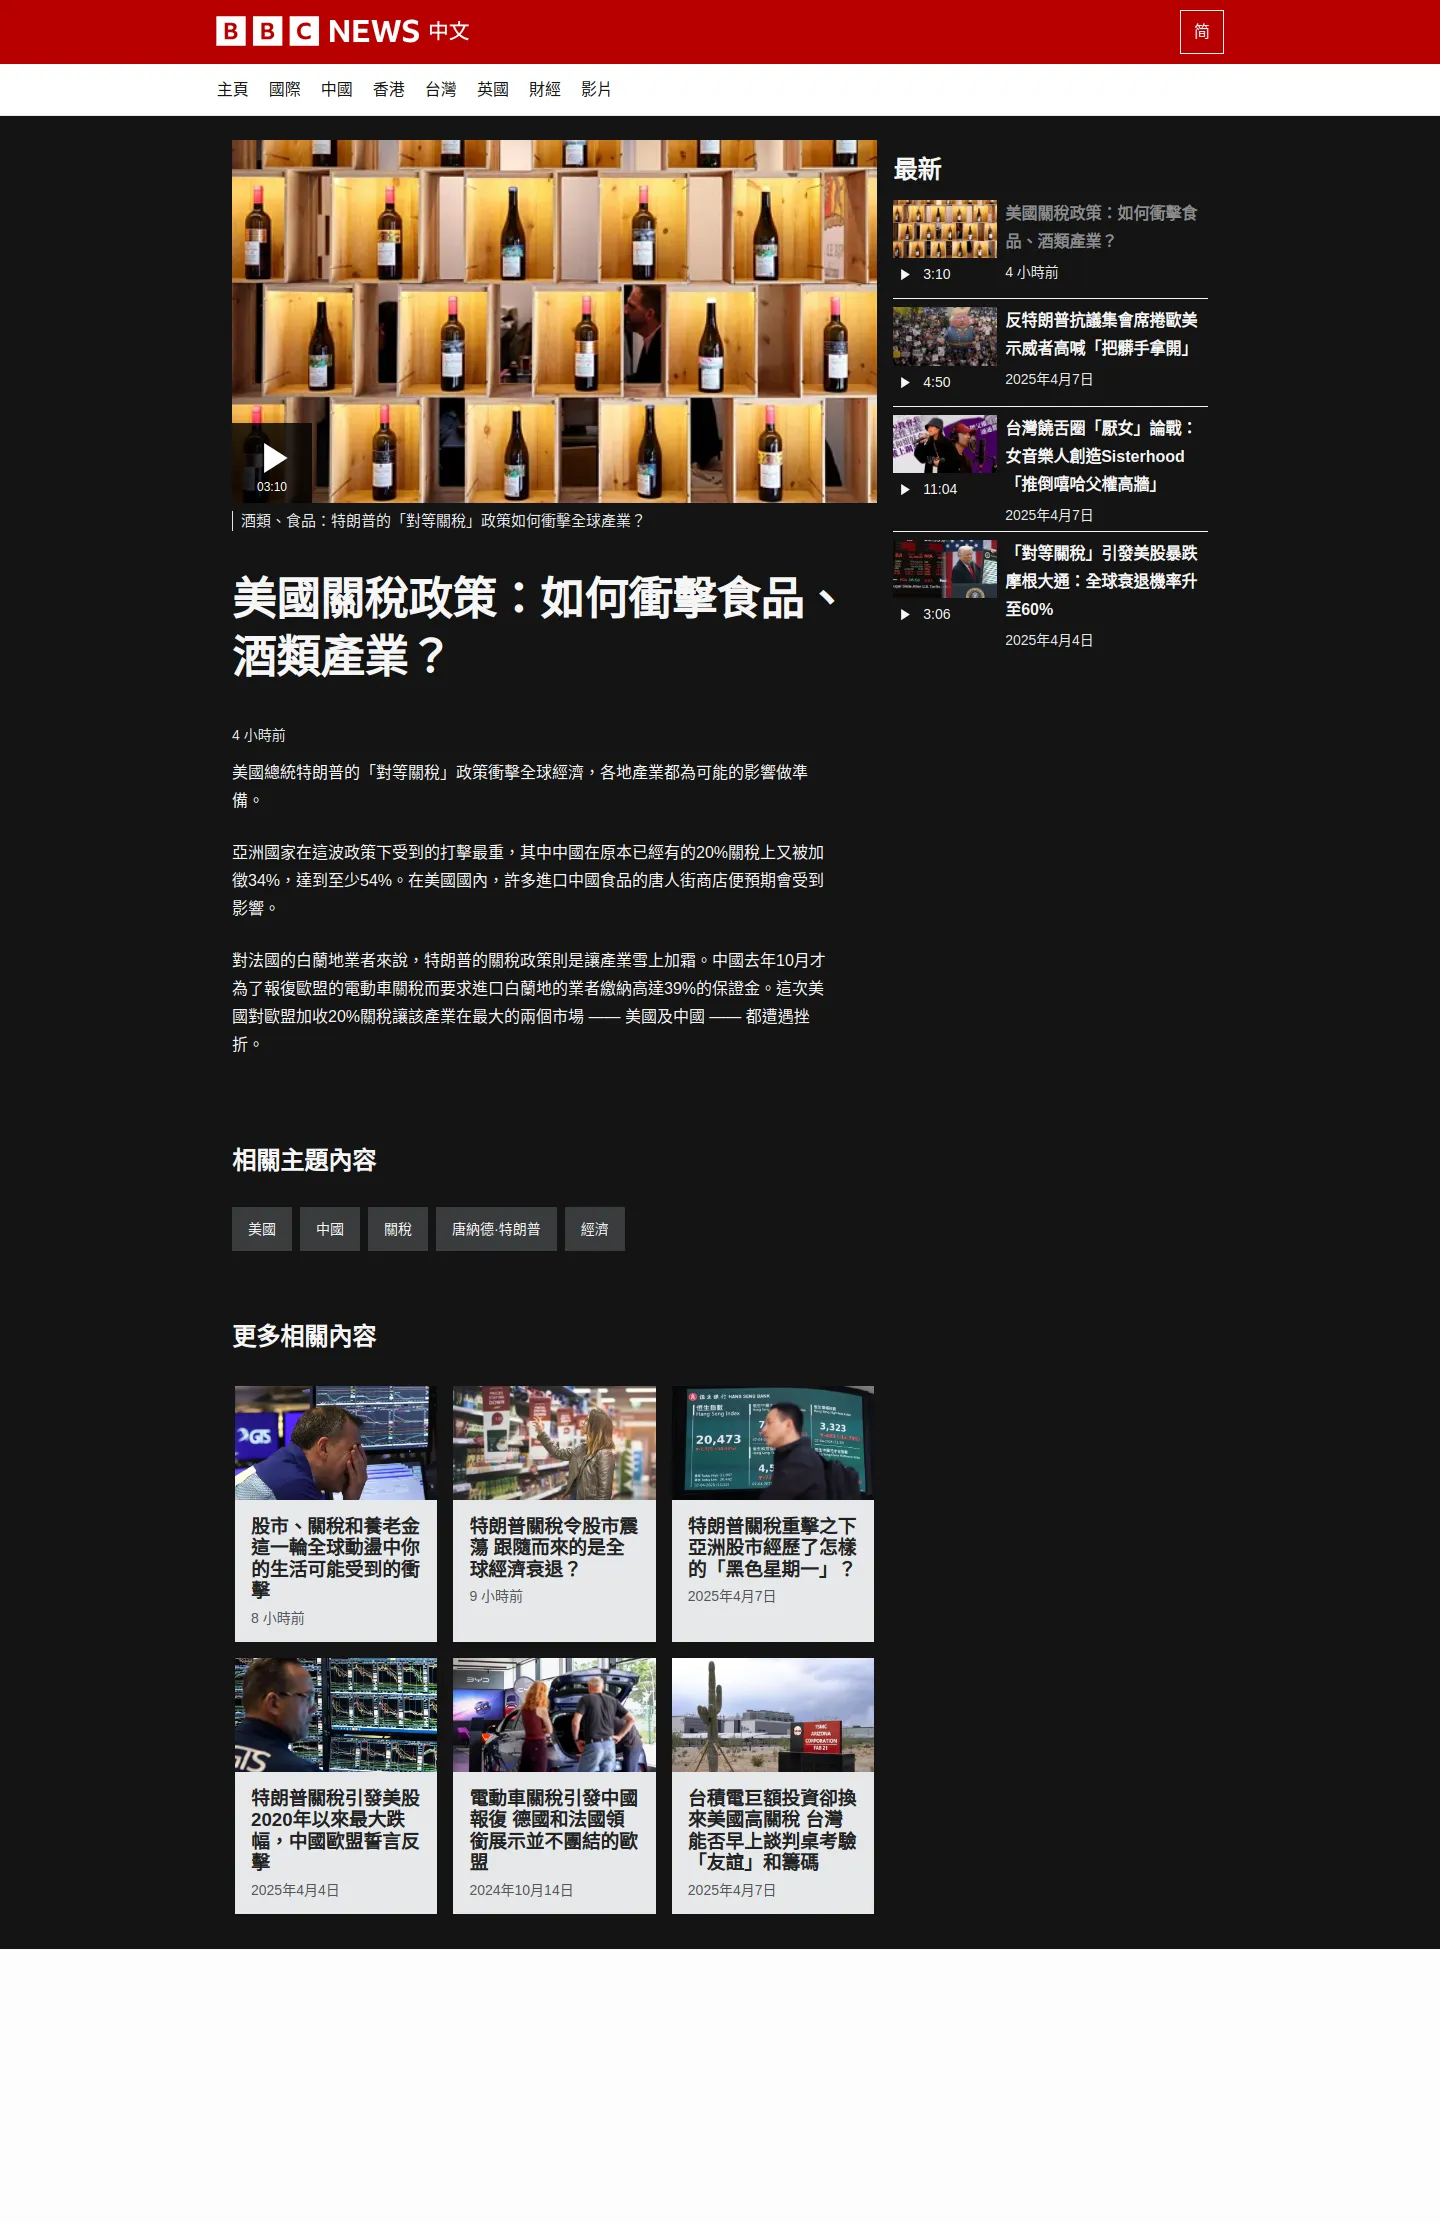 BBC NEWS 中文
简
主頁 國際 中國 香港 台灣 英國 財經 影片
03:10
酒類、食品：特朗普的「對等關稅」政策如何衝擊全球產業？
美國關稅政策：如何衝擊食品、
酒類產業？
4 小時前
美國總統特朗普的「對等關稅」政策衝擊全球經濟，各地產業都為可能的影響做準
備。
亞洲國家在這波政策下受到的打擊最重，其中中國在原本已經有的20%關稅上又被加
徵34%，達到至少54%。在美國國內，許多進口中國食品的唐人街商店便預期會受到
影響。
對法國的白蘭地業者來說，特朗普的關稅政策則是讓產業雪上加霜。中國去年10月才
為了報復歐盟的電動車關稅而要求進口白蘭地的業者繳納高達39%的保證金。這次美
國對歐盟加收20%關稅讓該產業在最大的兩個市場 —— 美國及中國 —— 都遭遇挫
折。
最新
美國關稅政策：如何衝擊食
品、酒類產業？
3:10
4 小時前
反特朗普抗議集會席捲歐美
示威者高喊「把髒手拿開」
4:50
2025年4月7日
台灣饒舌圈「厭女」論戰：
女音樂人創造Sisterhood
「推倒嘻哈父權高牆」
11:04
2025年4月7日
「對等關稅」引發美股暴跌
摩根大通：全球衰退機率升
至60%
3:06
2025年4月4日
相關主題內容
美國 中國 關稅 唐納德·特朗普 經濟
更多相關內容
GTS
股市、關稅和養老金
這一輪全球動盪中你
的生活可能受到的衝
擊
8 小時前
特朗普關稅令股市震
蕩 跟隨而來的是全
球經濟衰退？
9 小時前
恒生銀行 HANG SENG BANK
恒生指數
Hang Seng Index
20,473
3,323
特朗普關稅重擊之下
亞洲股市經歷了怎樣
的「黑色星期一」？
2025年4月7日
GTS
特朗普關稅引發美股
2020年以來最大跌
幅，中國歐盟誓言反
擊
2025年4月4日
BYD
電動車關稅引發中國
報復 德國和法國領
銜展示並不團結的歐
盟
2024年10月14日
TSMC
ARIZONA
CORPORATION
FAB 21
台積電巨額投資卻換
來美國高關稅 台灣
能否早上談判桌考驗
「友誼」和籌碼
2025年4月7日